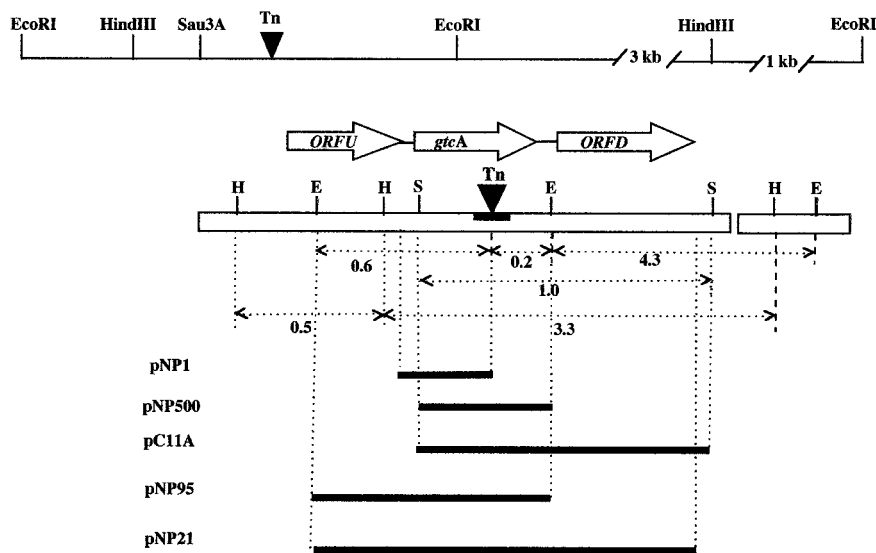 EcoRI HindIII Sau3A Tn EcoRI HindIII EcoRI
3 kb 1 kb
ORFU gtcA ORFD
Tn
H E H S E S H E
0.6 0.2 4.3
1.0
0.5 3.3
pNP1
pNP500
pC11A
pNP95
pNP21